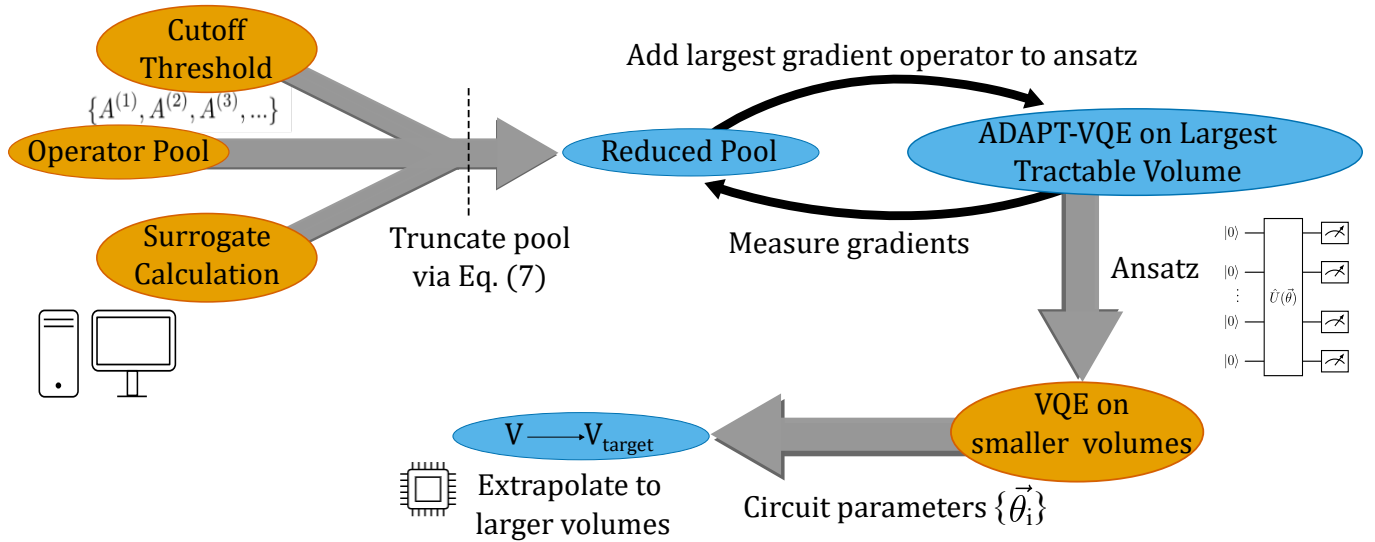 Cutoff
Threshold
{A^{(1)}, A^{(2)}, A^{(3)}, ...}
Operator Pool
Surrogate
Calculation
Truncate pool
via Eq. (7)
Reduced Pool
Add largest gradient operator to ansatz
Measure gradients
ADAPT-VQE on Largest
Tractable Volume
Ansatz
|0⟩
|0⟩
⋮
|0⟩
|0⟩
Û(θ⃗)
VQE on
smaller volumes
Circuit parameters {θ⃗_i}
V → V_target
Extrapolate to
larger volumes